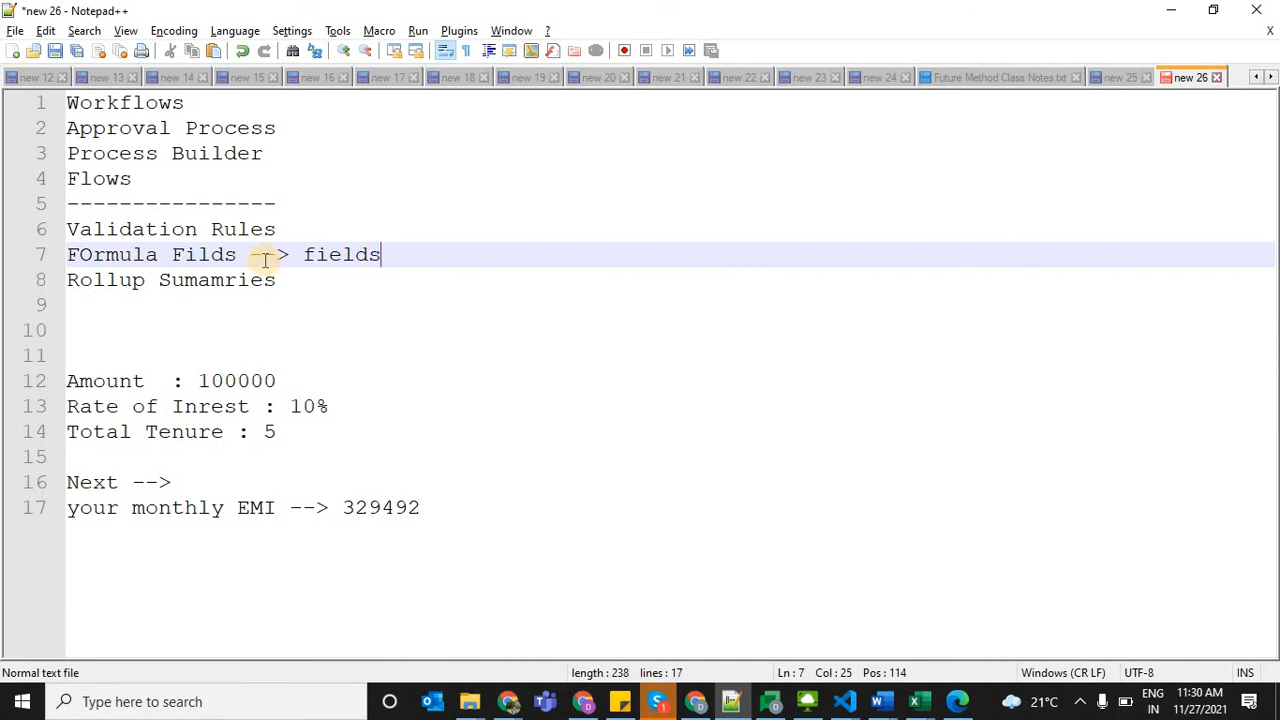 *new 26 - Notepad++
File Edit Search View Encoding Language Settings Tools Macro Run Plugins Window ?
X
new 12 new 13 new 14 new 15 new 16 new 17 new 18 new 19 new 20 new 21 new 22 new 23 new 24 Future Method Class Notes.txt new 25 new 26
1 Workflows
2 Approval Process
3 Process Builder
4 Flows
5 ----------------
6 Validation Rules
7 FOrmula Filds --> fields
8 Rollup Sumamries
9
10
11
12 Amount : 100000
13 Rate of Inrest : 10%
14 Total Tenure : 5
15
16 Next -->
17 your monthly EMI --> 329492
Normal text file length : 238 lines : 17 Ln : 7 Col : 25 Pos : 114 Windows (CR LF) UTF-8 INS
Type here to search 21°C ENG 11:30 AM
IN 11/27/2021